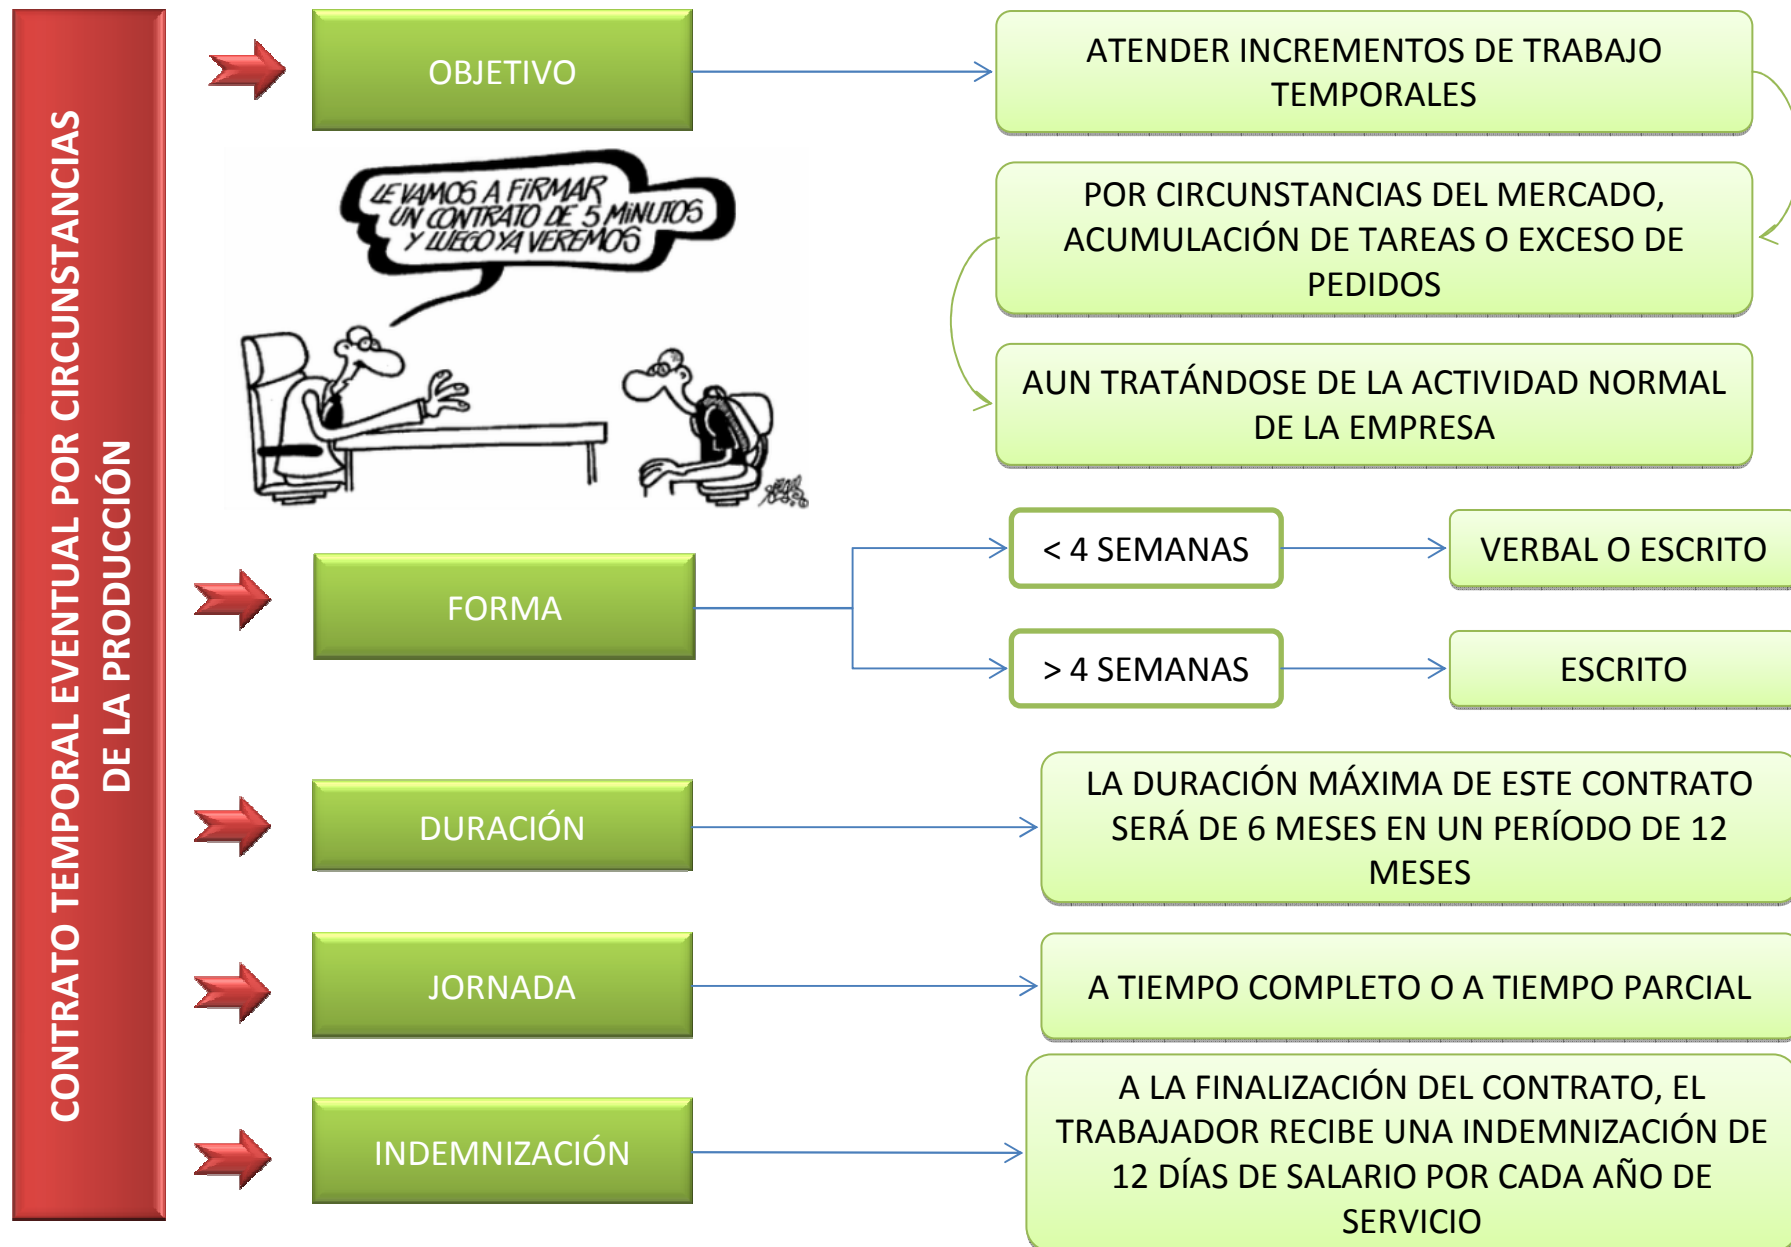 CONTRATO TEMPORAL EVENTUAL POR CIRCUNSTANCIAS
DE LA PRODUCCIÓN
OBJETIVO
ATENDER INCREMENTOS DE TRABAJO
TEMPORALES
POR CIRCUNSTANCIAS DEL MERCADO,
ACUMULACIÓN DE TAREAS O EXCESO DE
PEDIDOS
AUN TRATÁNDOSE DE LA ACTIVIDAD NORMAL
DE LA EMPRESA
LE VAMOS A FiRMAR
UN CONTRATO DE 5 MiNUTOS
Y LUEGO YA VEREMOS
FORMA
< 4 SEMANAS
VERBAL O ESCRITO
> 4 SEMANAS
ESCRITO
DURACIÓN
LA DURACIÓN MÁXIMA DE ESTE CONTRATO
SERÁ DE 6 MESES EN UN PERÍODO DE 12
MESES
JORNADA
A TIEMPO COMPLETO O A TIEMPO PARCIAL
INDEMNIZACIÓN
A LA FINALIZACIÓN DEL CONTRATO, EL
TRABAJADOR RECIBE UNA INDEMNIZACIÓN DE
12 DÍAS DE SALARIO POR CADA AÑO DE
SERVICIO